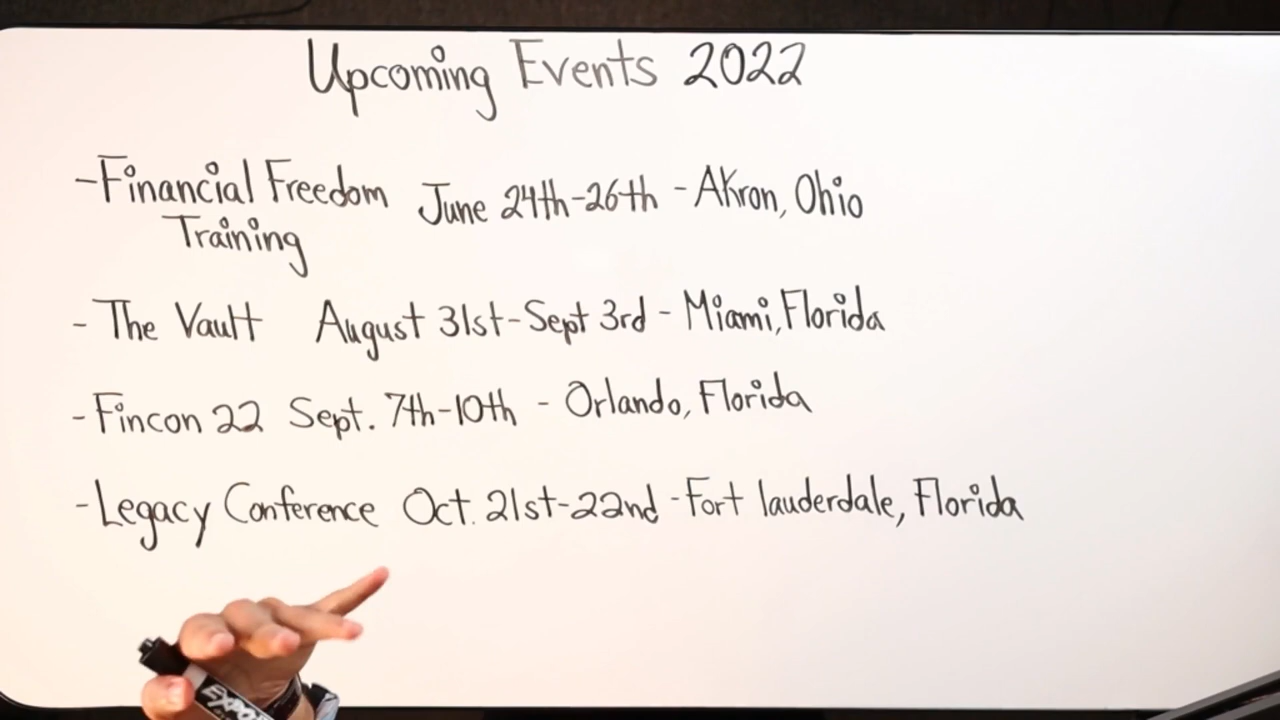 Upcoming Events 2022
-Financial Freedom June 24th-26th - Akron, Ohio
Training
- The Vault August 31st-Sept 3rd - Miami, Florida
- Fincon 22 Sept. 7th-10th - Orlando, Florida
-Legacy Conference Oct. 21st-22nd -Fort lauderdale, Florida
EXPO